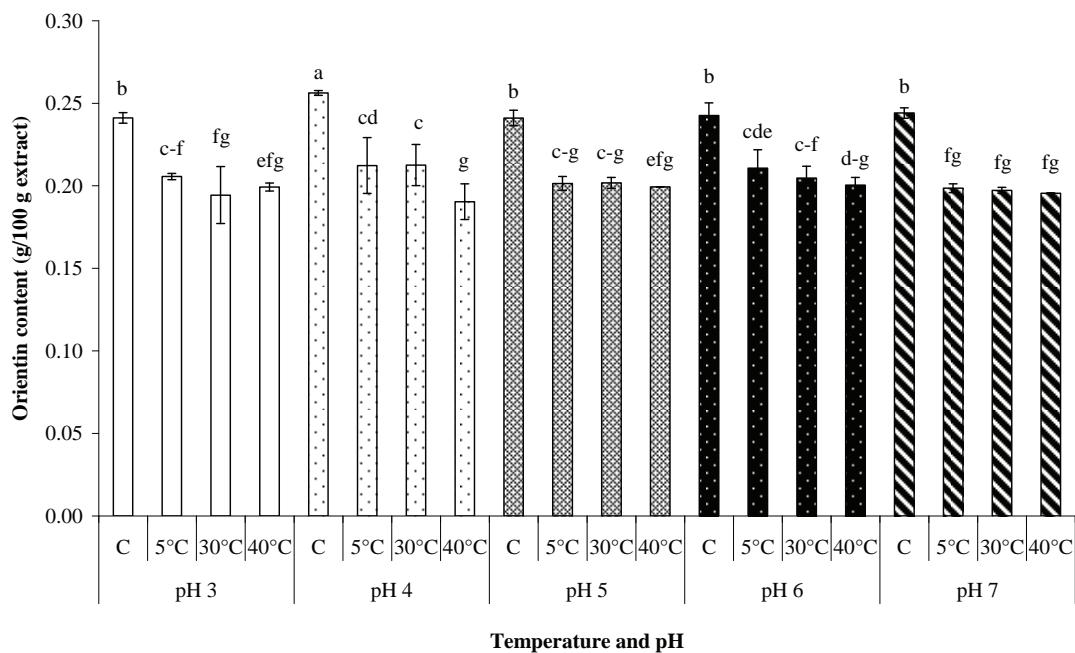 Orientin content (g/100 g extract)
0.30
0.25
0.20
0.15
0.10
0.05
0.00
b c-f fg efg a cd c g b c-g c-g efg b cde c-f d-g b fg fg fg
C 5°C 30°C 40°C C 5°C 30°C 40°C C 5°C 30°C 40°C C 5°C 30°C 40°C C 5°C 30°C 40°C
pH 3 pH 4 pH 5 pH 6 pH 7
Temperature and pH